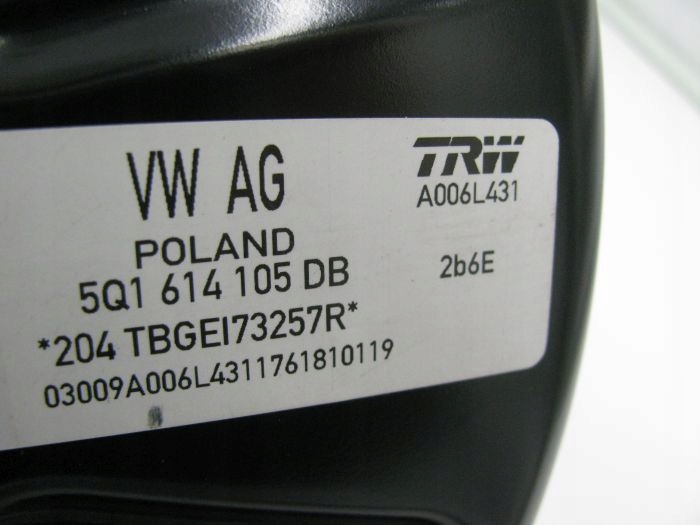 VW AG
TRW
A006L431
POLAND
5Q1 614 105 DB
2b6E
*204 TBGEI73257R*
03009A006L4311761810119